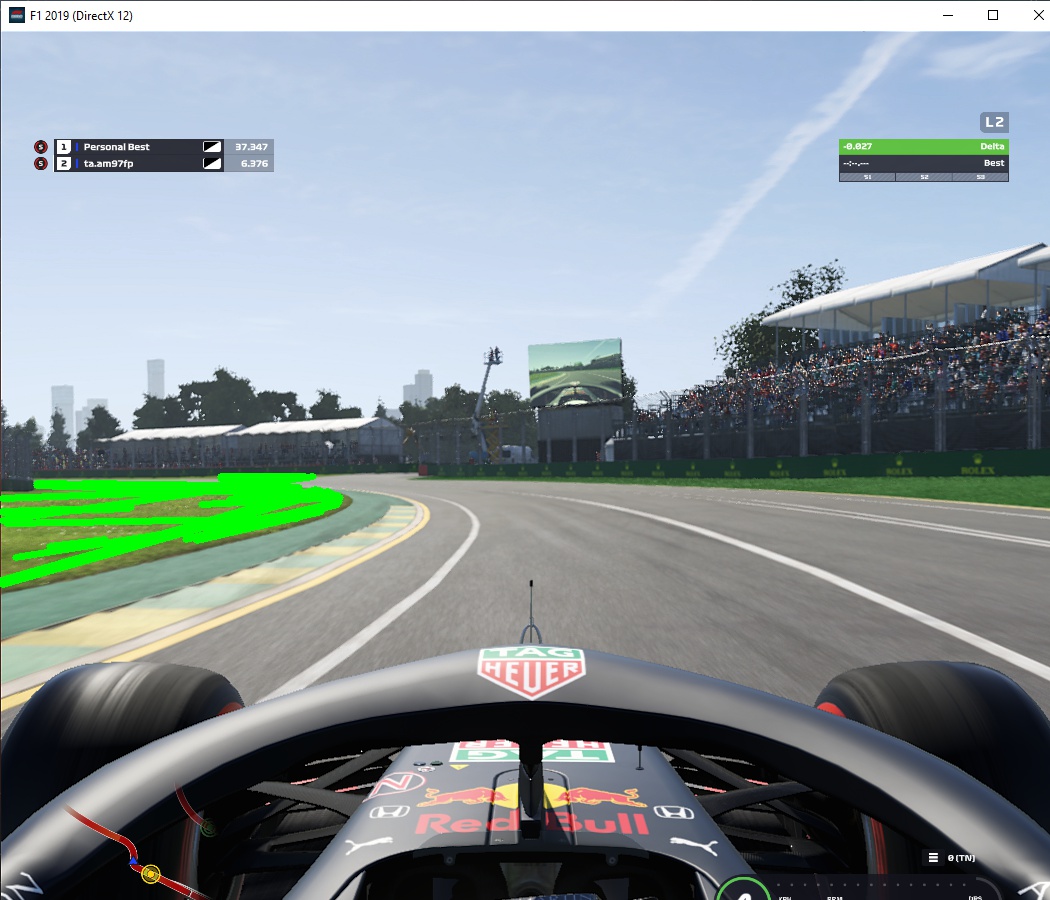 F1 2019 (DirectX 12)
L2
S 1 Personal Best 37.347
S 2 ta.am97fp 6.376
-0.027 Delta
--:--.--- Best
S1 S2 S3
ROLEX ROLEX ROLEX
TAG
HEUER
Red Bull
0 (TN)